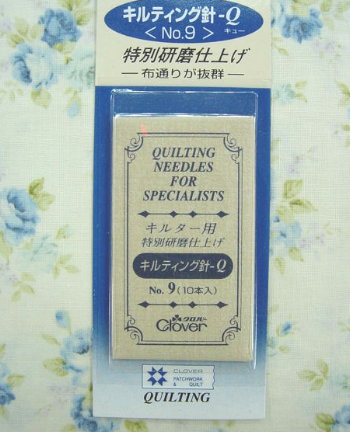 キルティング針-Q
<No.9> キュー
特別研磨仕上げ
—布通りが抜群—
QUILTING
NEEDLES
FOR
SPECIALISTS
キルター用
特別研磨仕上げ
キルティング針-Q
No. 9 (10本入)
クロバー
Clover
CLOVER
PATCHWORK
& QUILT
QUILTING